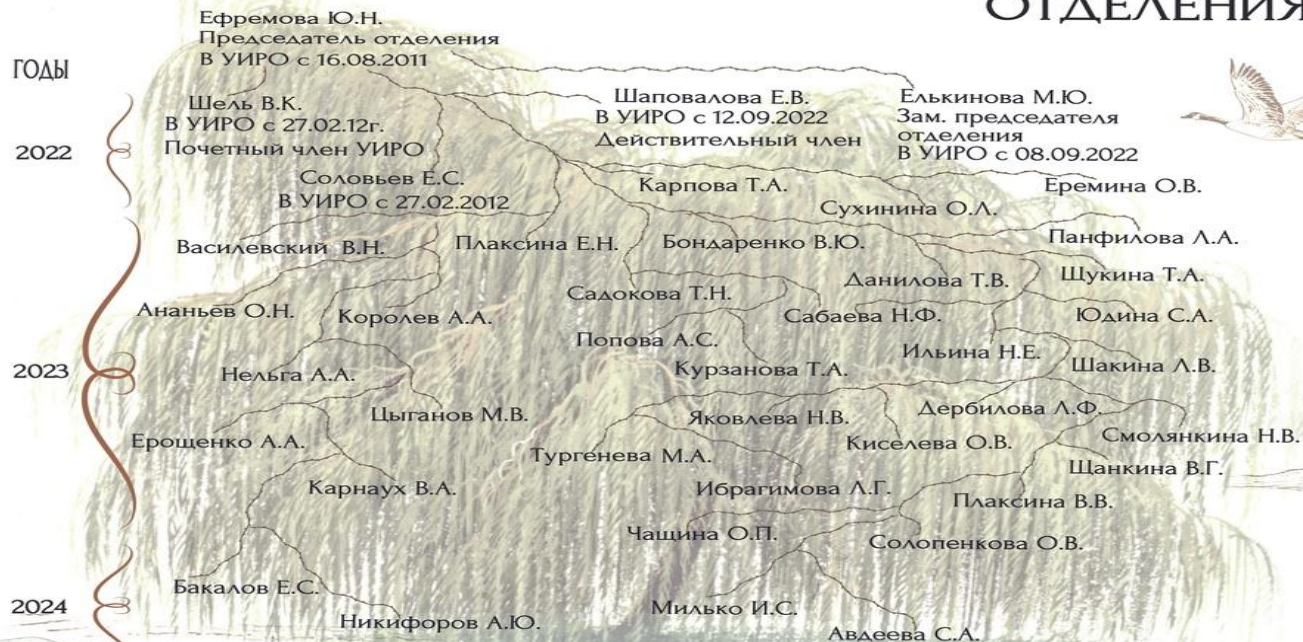 ОТДЕЛЕНИЯ
Ефремова Ю.Н.
Председатель отделения
В УИРО с 16.08.2011
ГОДЫ
Шель В.К.
В УИРО с 27.02.12г.
Почетный член УИРО
Шаповалова Е.В.
В УИРО с 12.09.2022
Действительный член
Елькинова М.Ю.
Зам. председателя
отделения
В УИРО с 08.09.2022
2022
Соловьев Е.С.
В УИРО с 27.02.2012
Карпова Т.А.
Еремина О.В.
Сухинина О.Л.
Василевский В.Н.
Плаксина Е.Н.
Бондаренко В.Ю.
Панфилова Л.А.
Данилова Т.В.
Щукина Т.А.
Садокова Т.Н.
Ананьев О.Н.
Королев А.А.
Сабаева Н.Ф.
Юдина С.А.
Попова А.С.
Ильина Н.Е.
2023
Нельга А.А.
Курзанова Т.А.
Шакина Л.В.
Цыганов М.В.
Яковлева Н.В.
Дербилова Л.Ф.
Ерощенко А.А.
Киселева О.В.
Смолянкина Н.В.
Тургенева М.А.
Щанкина В.Г.
Карнаух В.А.
Ибрагимова Л.Г.
Плаксина В.В.
Чащина О.П.
Солопенкова О.В.
Бакалов Е.С.
2024
Милько И.С.
Никифоров А.Ю.
Авдеева С.А.